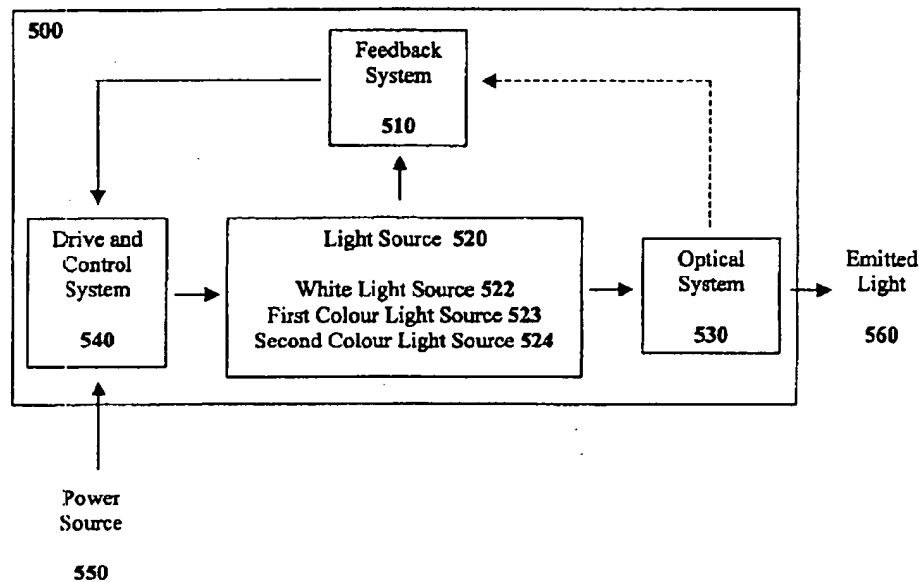 500
Feedback
System
510
Drive and
Control
System
540
Light Source 520
White Light Source 522
First Colour Light Source 523
Second Colour Light Source 524
Optical
System
530
Emitted
Light
560
Power
Source
550